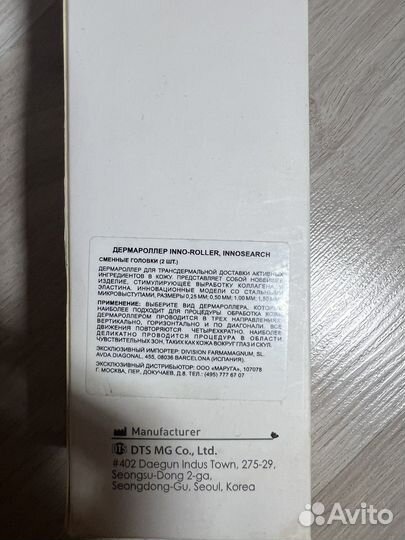 ДЕРМАРОЛЛЕР INNO-ROLLER, INNOSEARCH
СМЕННЫЕ ГОЛОВКИ (2 ШТ.)
ДЕРМАРОЛЛЕР ДЛЯ ТРАНСДЕРМАЛЬНОЙ ДОСТАВКИ АКТИВНЫХ
ИНГРЕДИЕНТОВ В КОЖУ. ПРЕДСТАВЛЯЕТ СОБОЙ НОВЕЙШЕЕ
ИЗДЕЛИЕ, СТИМУЛИРУЮЩЕЕ ВЫРАБОТКУ КОЛЛАГЕНА И
ЭЛАСТИНА. ИННОВАЦИОННЫЕ МОДЕЛИ СО СТАЛЬНЫМИ
МИКРОВЫСТУПАМИ, РАЗМЕРЫ 0,25 ММ; 0,50 ММ; 1,00 ММ; 1,50 ММ.
ПРИМЕНЕНИЕ: ВЫБЕРИТЕ ВИД ДЕРМАРОЛЛЕРА, КОТОРЫЙ
НАИБОЛЕЕ ПОДХОДИТ ДЛЯ ПРОЦЕДУРЫ. ОБРАБОТКА КОЖИ
ДЕРМАРОЛЛЕРОМ ПРОВОДИТСЯ В ТРЕХ НАПРАВЛЕНИЯХ:
ВЕРТИКАЛЬНО, ГОРИЗОНТАЛЬНО И ПО ДИАГОНАЛИ. ВСЕ
ДВИЖЕНИЯ ПОВТОРЯЮТСЯ ЧЕТЫРЕХКРАТНО. НАИБОЛЕЕ
ДЕЛИКАТНО ПРОВОДИТСЯ ПРОЦЕДУРА В ОБЛАСТИ
ЧУВСТВИТЕЛЬНЫХ ЗОН, ТАКИХ КАК КОЖА ВОКРУГ ГЛАЗ И СКУЛ.
ЭКСКЛЮЗИВНЫЙ ИМПОРТЕР: DIVISION FARMAMAGNUM, SL.
AVDA DIAGONAL, 455, 08036 BARCELONA (ИСПАНИЯ).
ЭКСКЛЮЗИВНЫЙ ДИСТРИБЬЮТОР: ООО «МАРУГА», 107078
Г. МОСКВА, ПЕР. ДОКУЧАЕВ, Д.8. ТЕЛ.: (495) 777 67 07
Manufacturer
DTS DTS MG Co., Ltd.
#402 Daegun Indus Town, 275-29,
Seongsu-Dong 2-ga,
Seongdong-Gu, Seoul, Korea
Avito